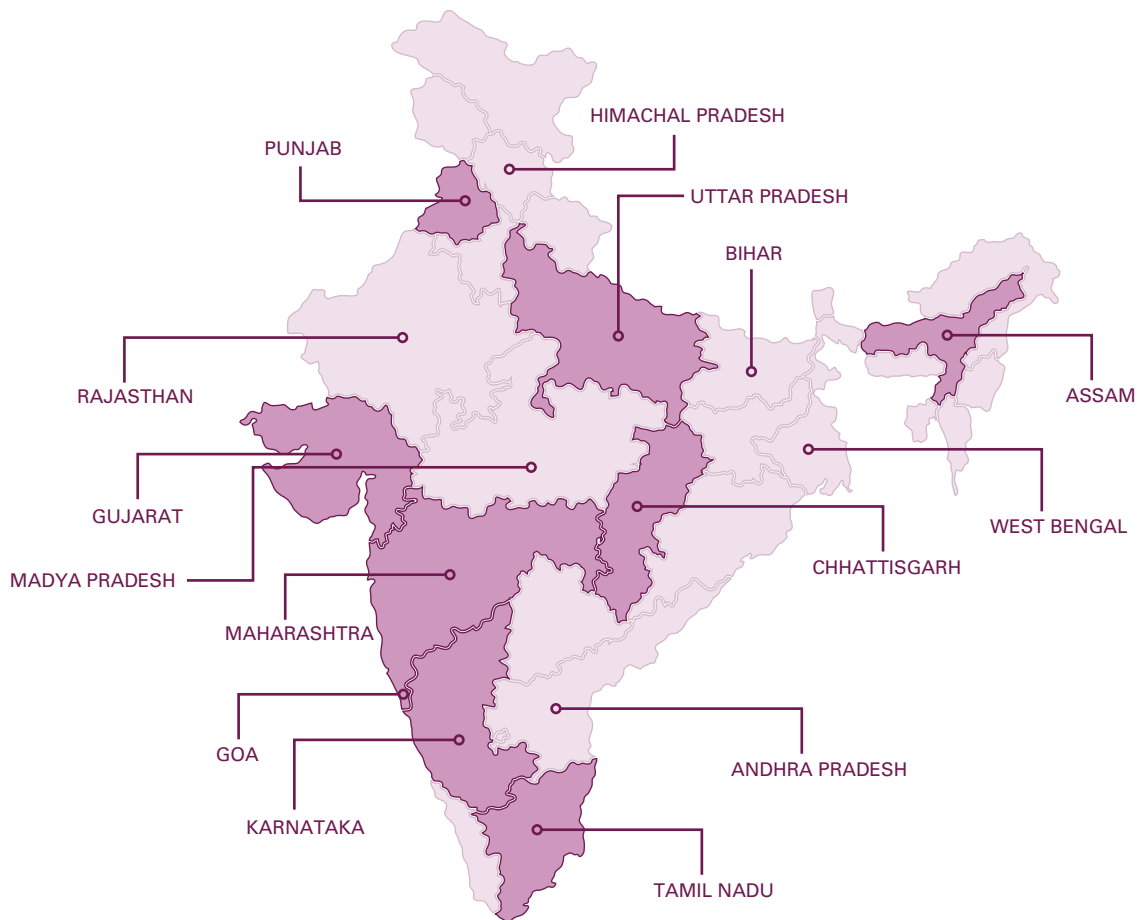 HIMACHAL PRADESH
PUNJAB
UTTAR PRADESH
BIHAR
RAJASTHAN
ASSAM
GUJARAT
WEST BENGAL
CHHATTISGARH
MADYA PRADESH
MAHARASHTRA
GOA
ANDHRA PRADESH
KARNATAKA
TAMIL NADU